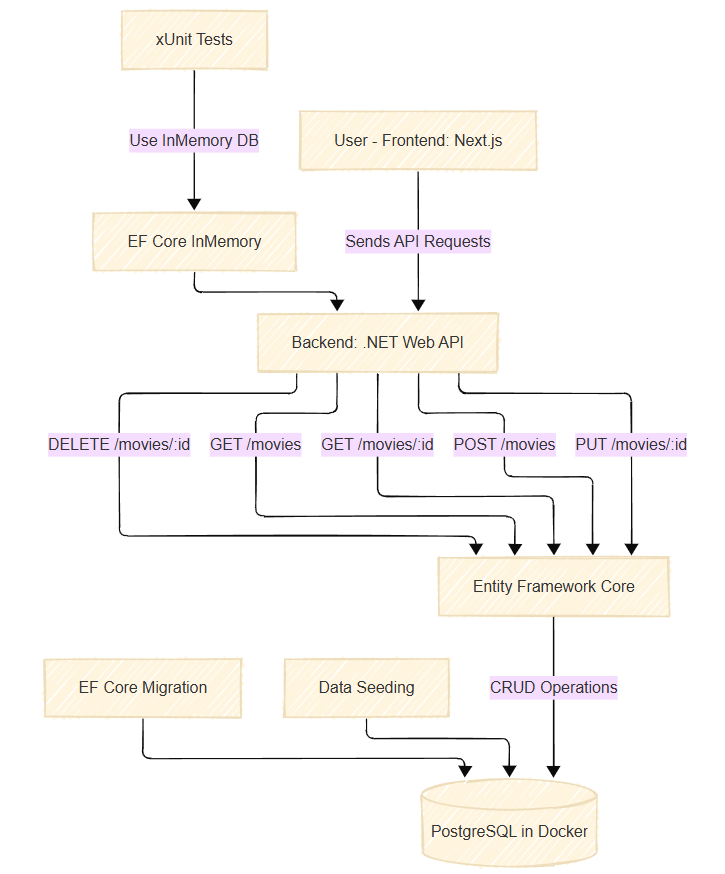 xUnit Tests
Use InMemory DB
User - Frontend: Next.js
EF Core InMemory
Sends API Requests
Backend: .NET Web API
DELETE /movies/:id
GET /movies
GET /movies/:id
POST /movies
PUT /movies/:id
Entity Framework Core
EF Core Migration
Data Seeding
CRUD Operations
PostgreSQL in Docker